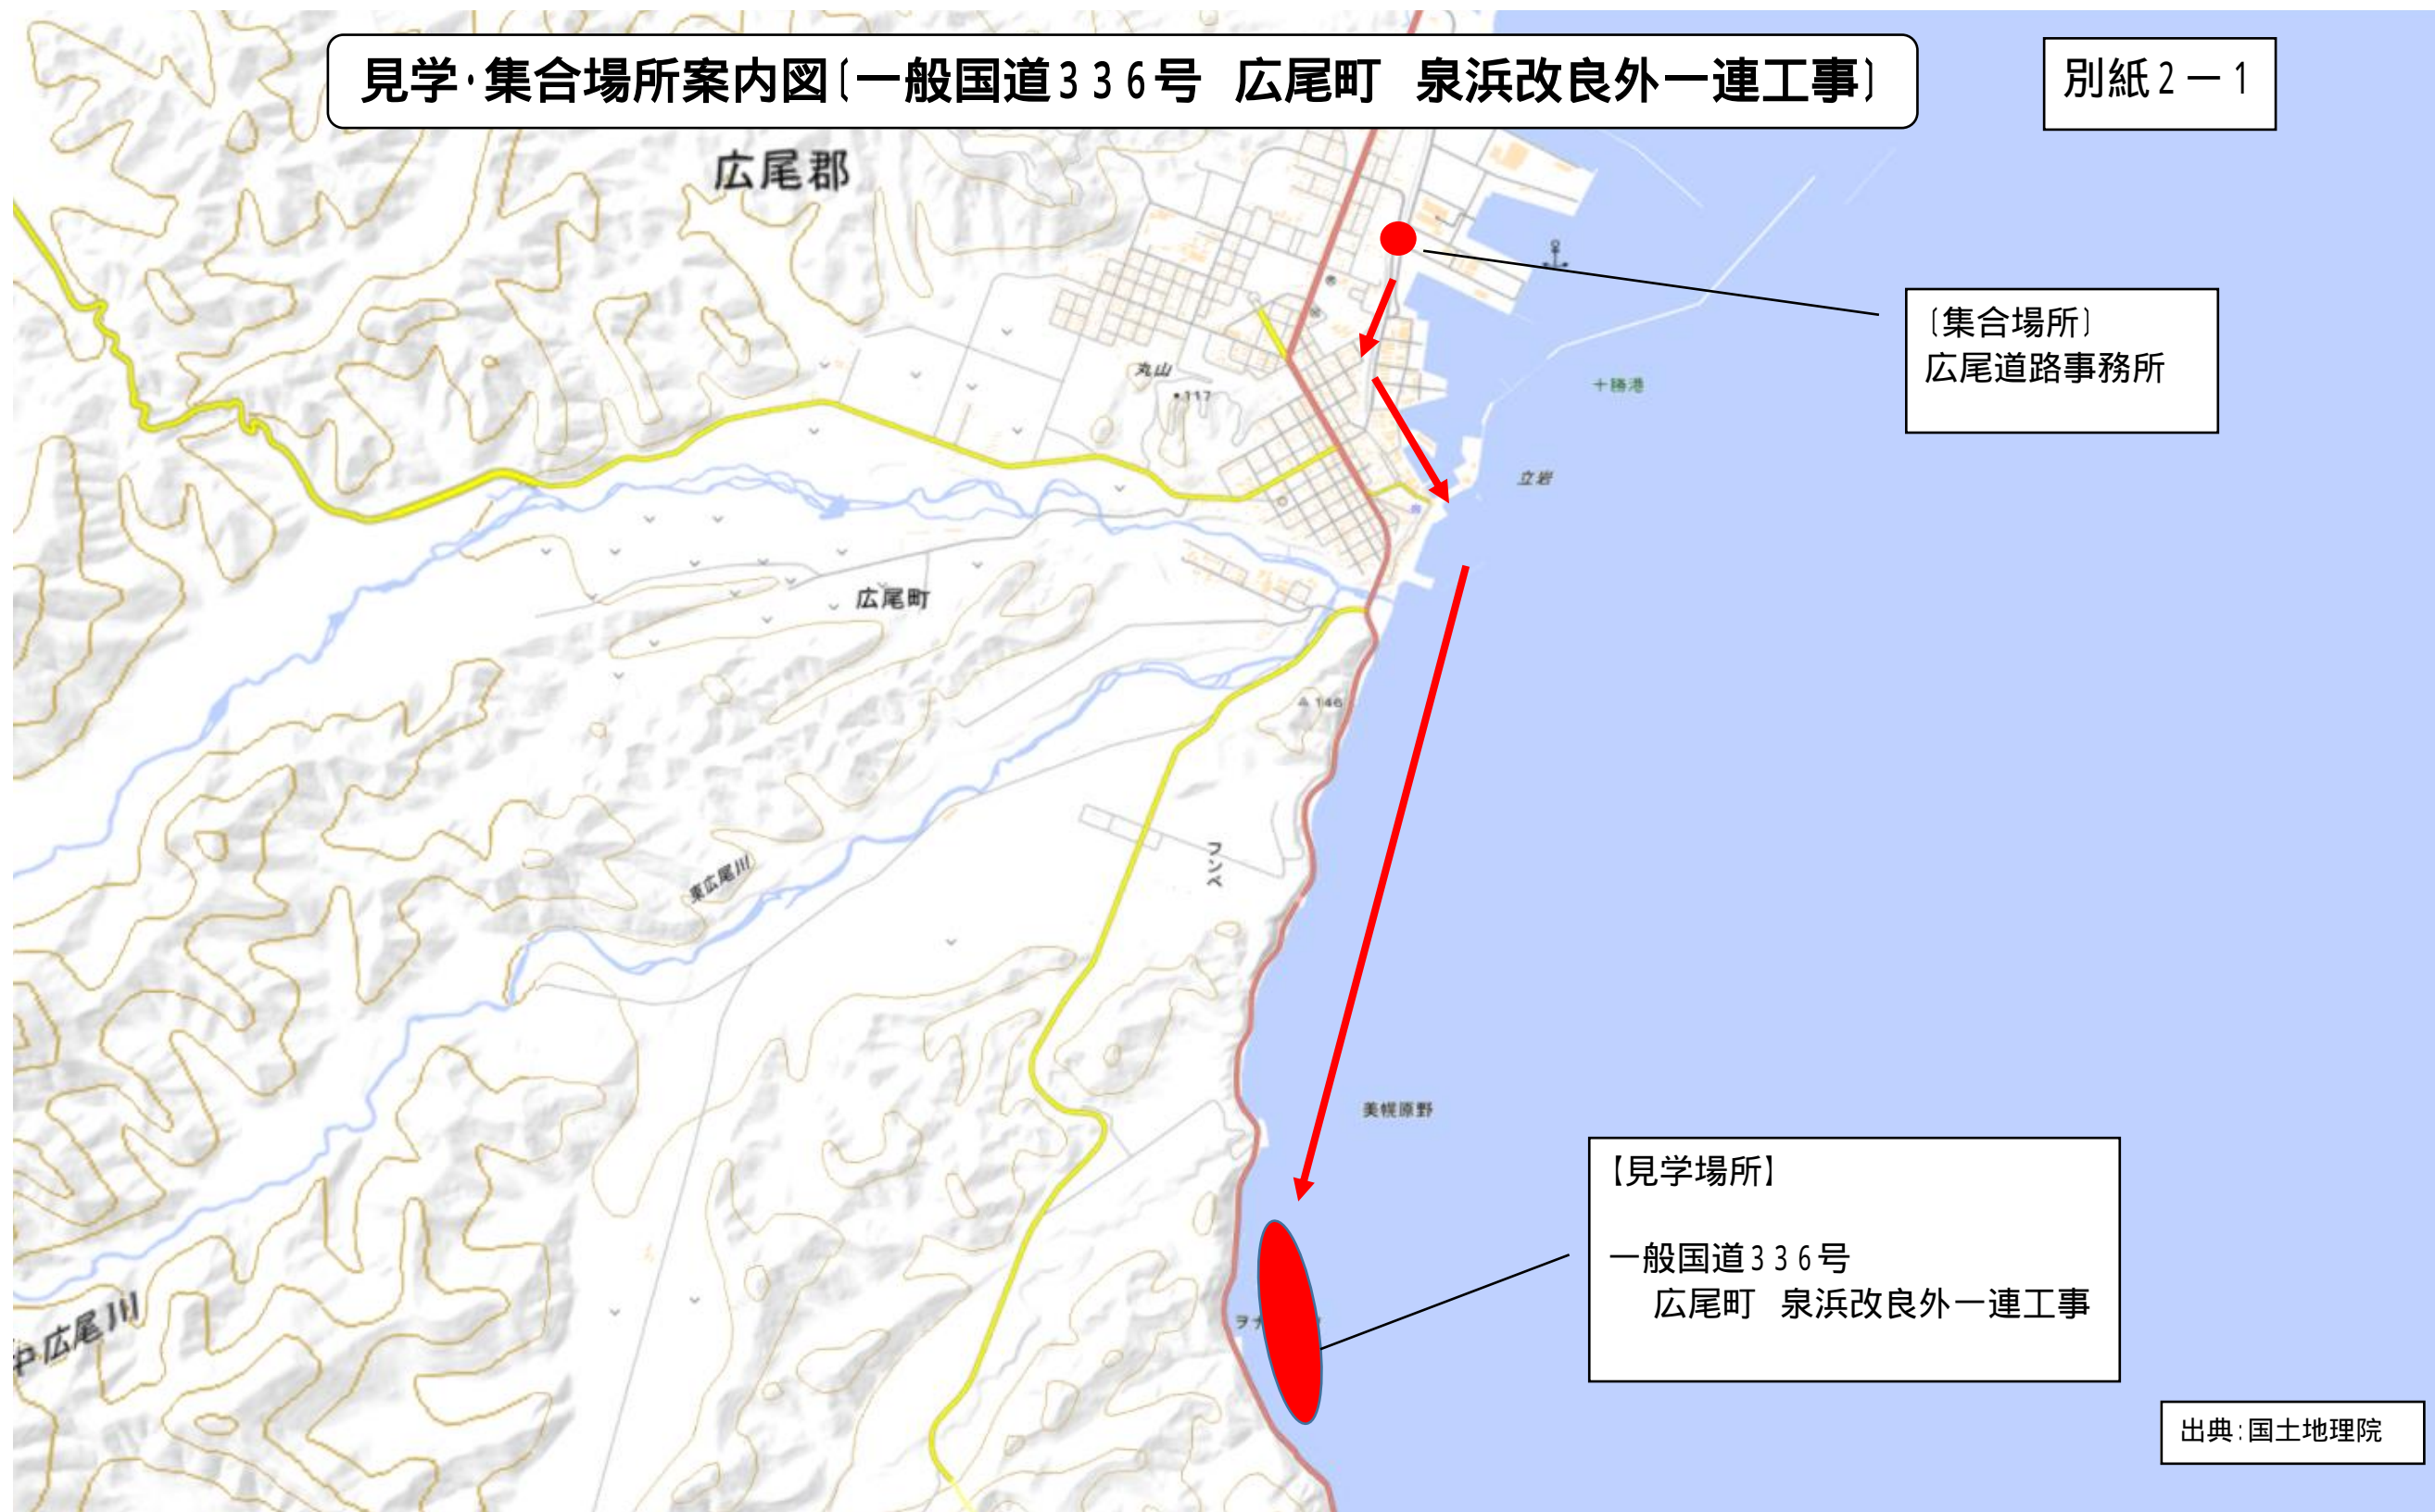 見学・集合場所案内図〔一般国道３３６号　広尾町　泉浜改良外一連工事〕
別紙２－１
広尾郡
〔集合場所〕
広尾道路事務所
丸山
・117
十勝港
立岩
広尾町
146
フンベ
東広尾川
美幌原野
【見学場所】
一般国道３３６号
広尾町　泉浜改良外一連工事
広尾川
出典：国土地理院